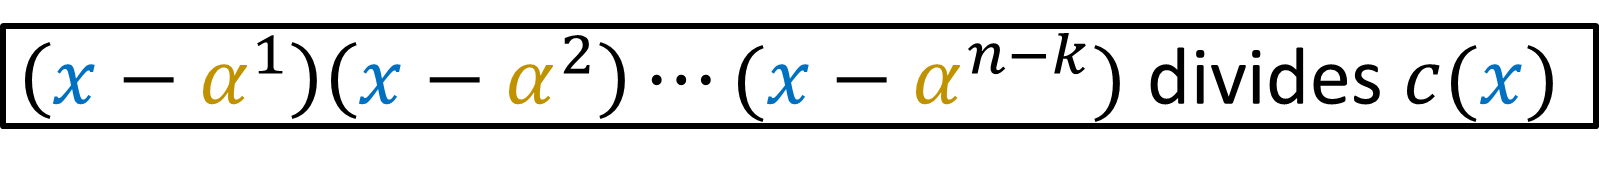 (x − α¹)(x − α²) ⋯ (x − αⁿ⁻ᵏ) divides c(x)